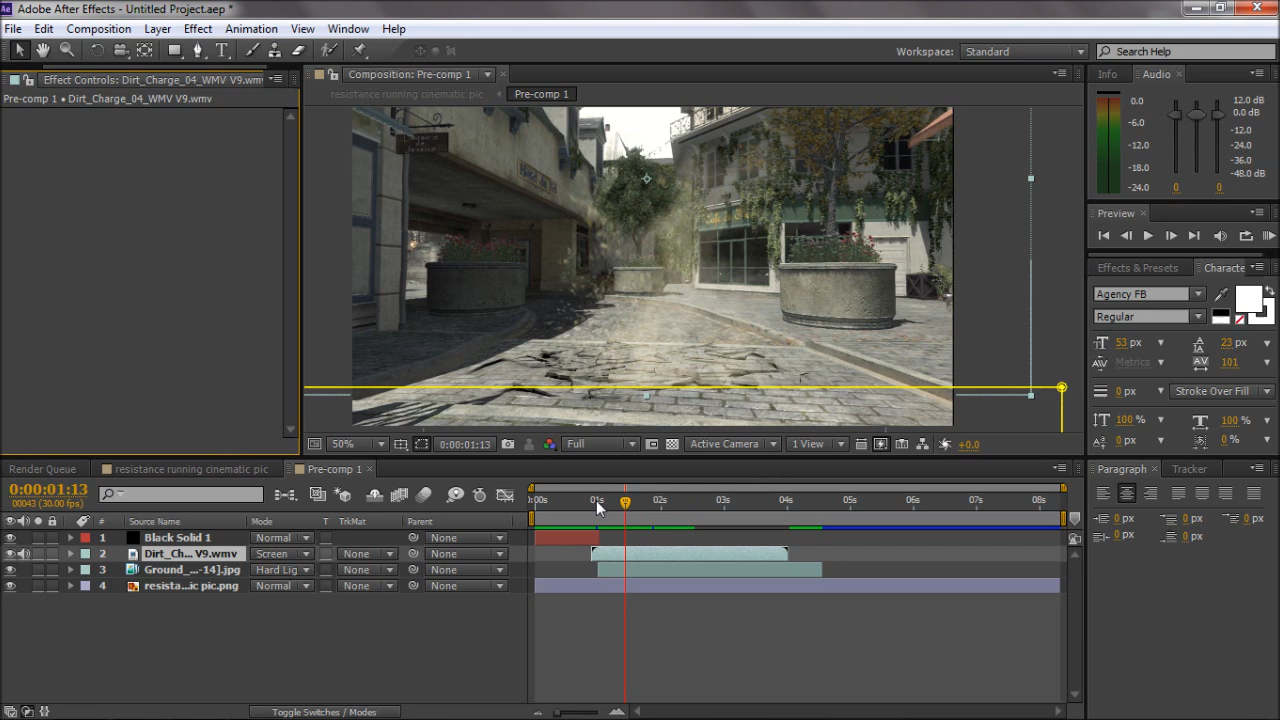 Ae Adobe After Effects - Untitled Project.aep *
File Edit Composition Layer Effect Animation View Window Help
T
Workspace: Standard Search Help
Effect Controls: Dirt_Charge_04_WMV V9.wmv
Pre-comp 1 • Dirt_Charge_04_WMV V9.wmv
Composition: Pre-comp 1
resistance running cinematic pic Pre-comp 1
50% 0:00:01:13 Full Active Camera 1 View +0.0
Info Audio
0.0 12.0 dB
0.0 dB
-6.0
-12.0
-12.0 -24.0
-18.0 -36.0
-24.0 -48.0 dB
0 0
Preview
Effects & Presets Characte
Agency FB
Regular
53 px 23 px
Metrics 101
0 px Stroke Over Fill
100 % 100 %
0 px 0 %
Render Queue resistance running cinematic pic Pre-comp 1
0:00:01:13
00043 (30.00 fps)
:00s 01s 02s 03s 04s 05s 06s 07s 08s
# Source Name Mode T TrkMat Parent
1 Black Solid 1 Normal None
2 Dirt_Ch... V9.wmv Screen None None
3 Ground_...-14].jpg Hard Lig None None
4 resista...ic pic.png Normal None None
Toggle Switches / Modes
Paragraph Tracker
0 px 0 px 0 px
0 px 0 px